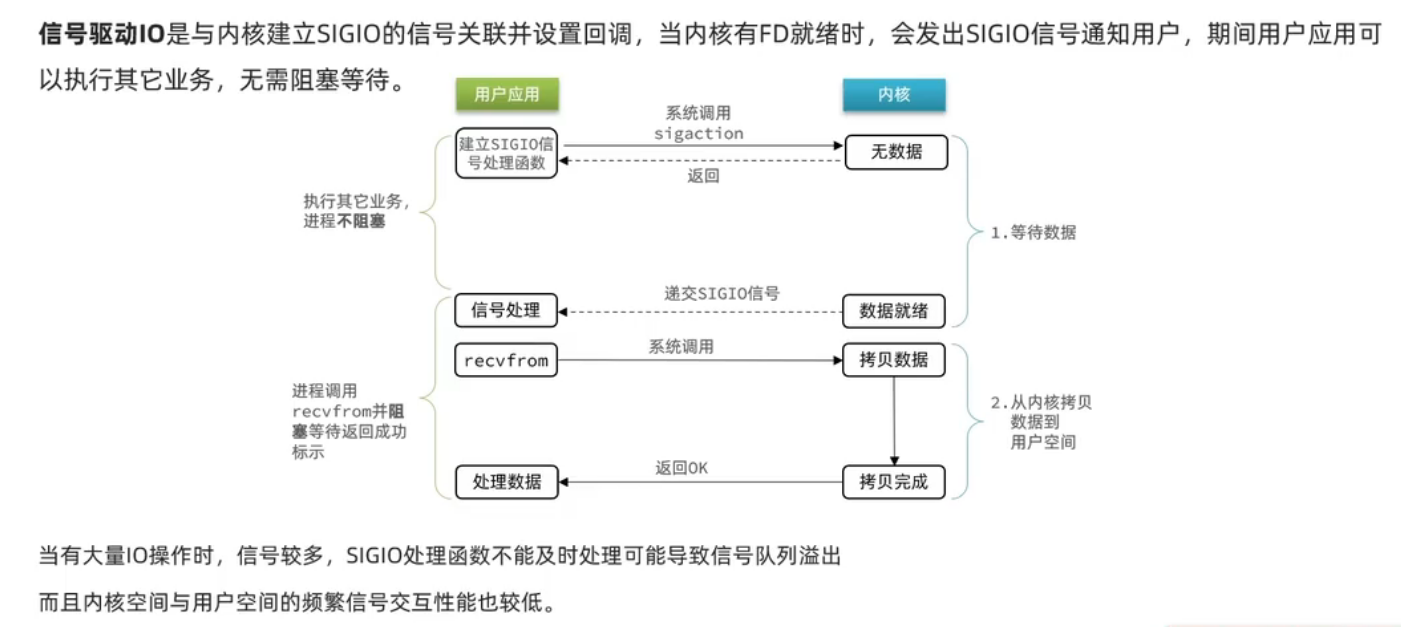 信号驱动IO是与内核建立SIGIO的信号关联并设置回调，当内核有FD就绪时，会发出SIGIO信号通知用户，期间用户应用可
以执行其它业务，无需阻塞等待。
用户应用
内核
系统调用
sigaction
建立SIGIO信
号处理函数
无数据
返回
执行其它业务，
进程不阻塞
1.等待数据
递交SIGIO信号
信号处理
数据就绪
系统调用
recvfrom
拷贝数据
进程调用
recvfrom并阻
塞等待返回成功
标示
2.从内核拷贝
数据到
用户空间
返回OK
处理数据
拷贝完成
当有大量IO操作时，信号较多，SIGIO处理函数不能及时处理可能导致信号队列溢出
而且内核空间与用户空间的频繁信号交互性能也较低。